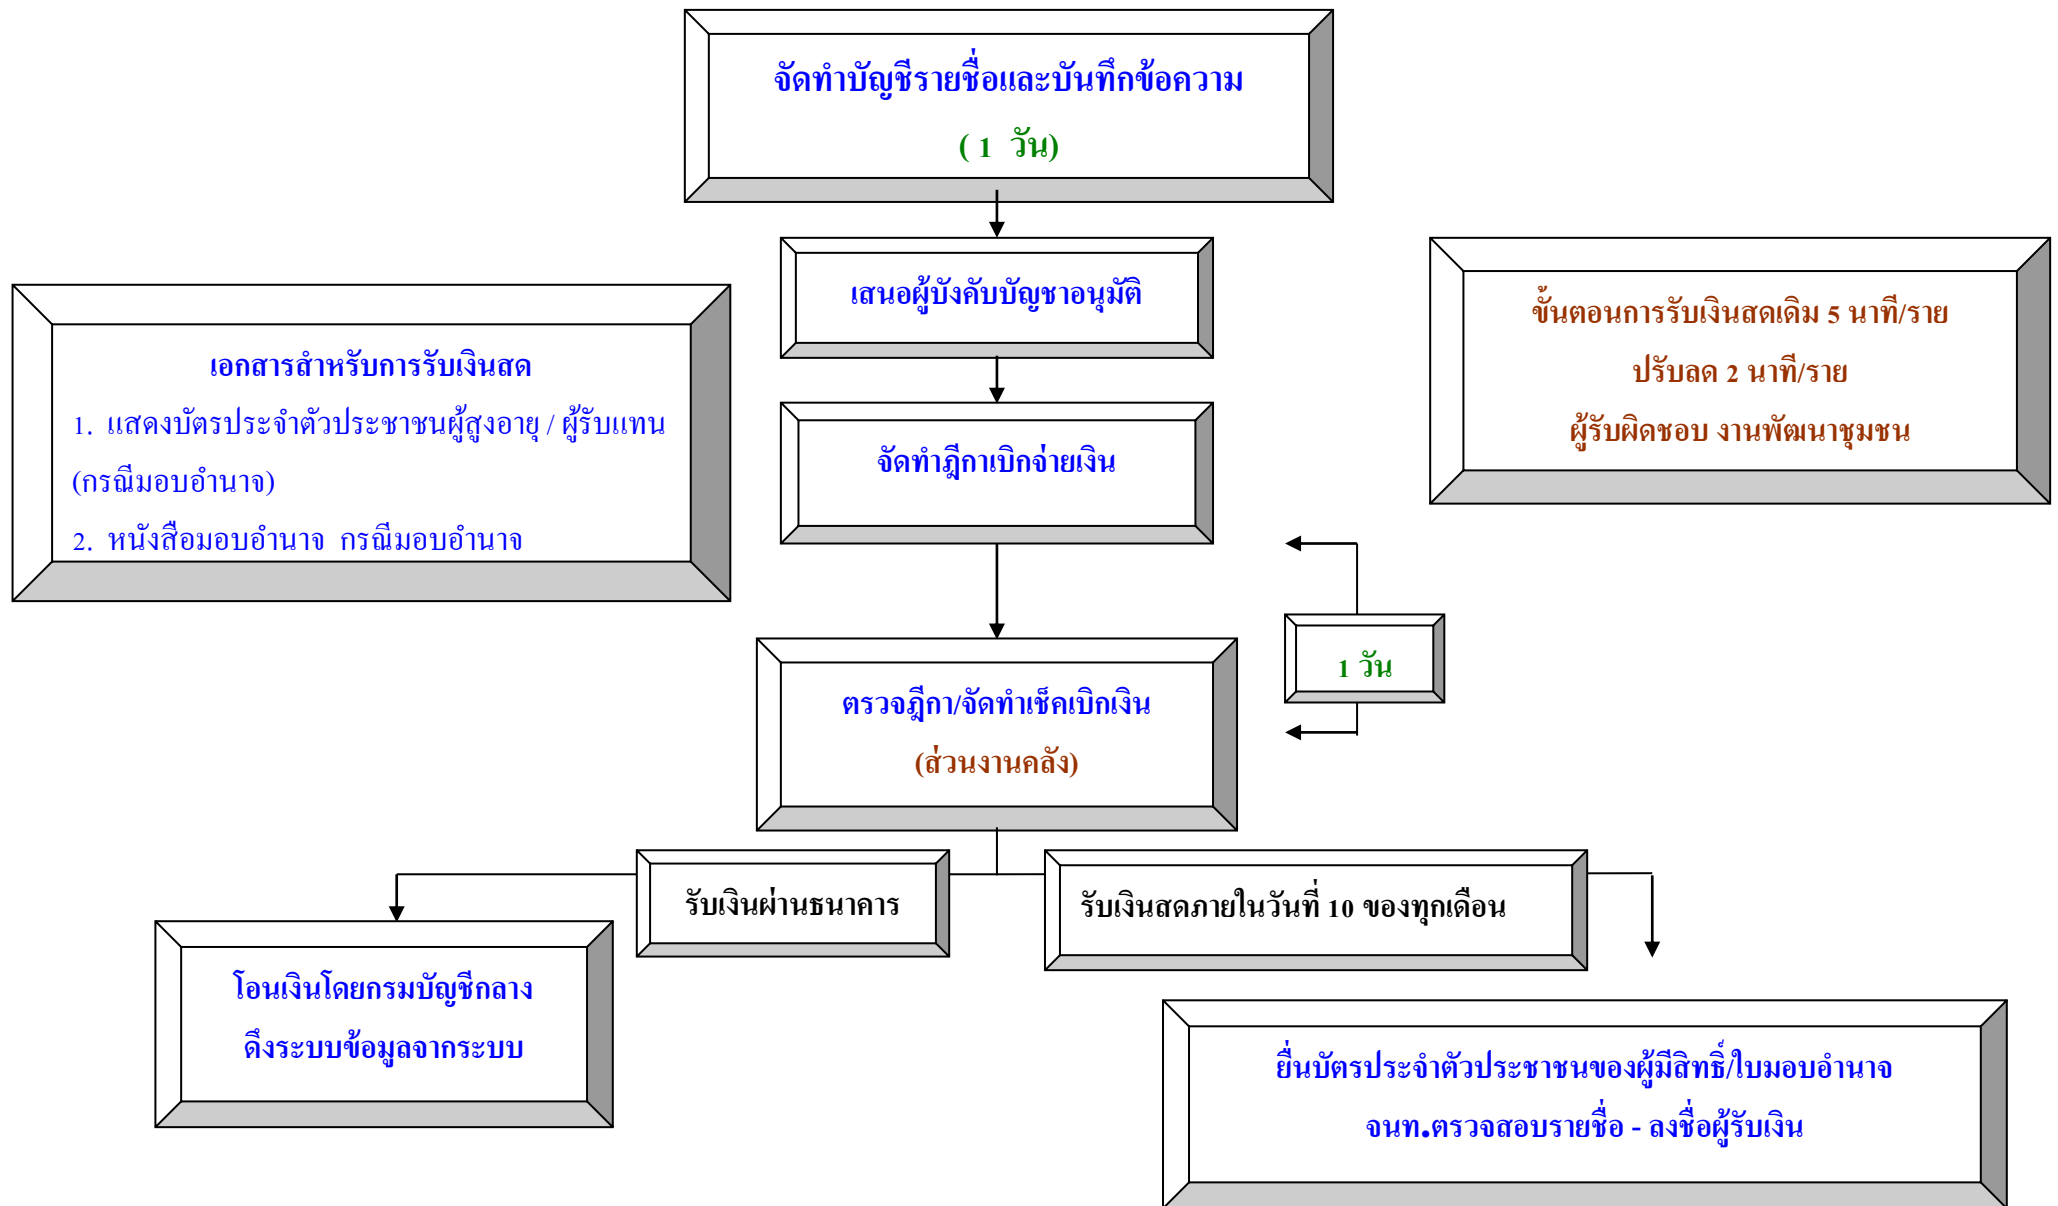 จัดทำบัญชีรายชื่อและบันทึกข้อความ
( 1 วัน)
เสนอผู้บังคับบัญชาอนุมัติ
ขั้นตอนการรับเงินสดเดิม 5 นาที/ราย
ปรับลด 2 นาที/ราย
ผู้รับผิดชอบ งานพัฒนาชุมชน
เอกสารสำหรับการรับเงินสด
1. แสดงบัตรประจำตัวประชาชนผู้สูงอายุ / ผู้รับแทน
(กรณีมอบอำนาจ)
2. หนังสือมอบอำนาจ กรณีมอบอำนาจ
จัดทำฎีกาเบิกจ่ายเงิน
1 วัน
ตรวจฎีกา/จัดทำเช็คเบิกเงิน
(ส่วนงานคลัง)
รับเงินผ่านธนาคาร
รับเงินสดภายในวันที่ 10 ของทุกเดือน
โอนเงินโดยกรมบัญชีกลาง
ดึงระบบข้อมูลจากระบบ
ยื่นบัตรประจำตัวประชาชนของผู้มีสิทธิ์/ใบมอบอำนาจ
จนท.ตรวจสอบรายชื่อ - ลงชื่อผู้รับเงิน